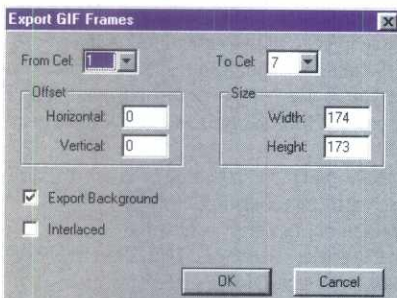 Export GIF Frames
From Cel: 1 To Cel: 7
Offset Size
Horizontal: 0 Width: 174
Vertical: 0 Height: 173
Export Background
Interlaced
OK Cancel